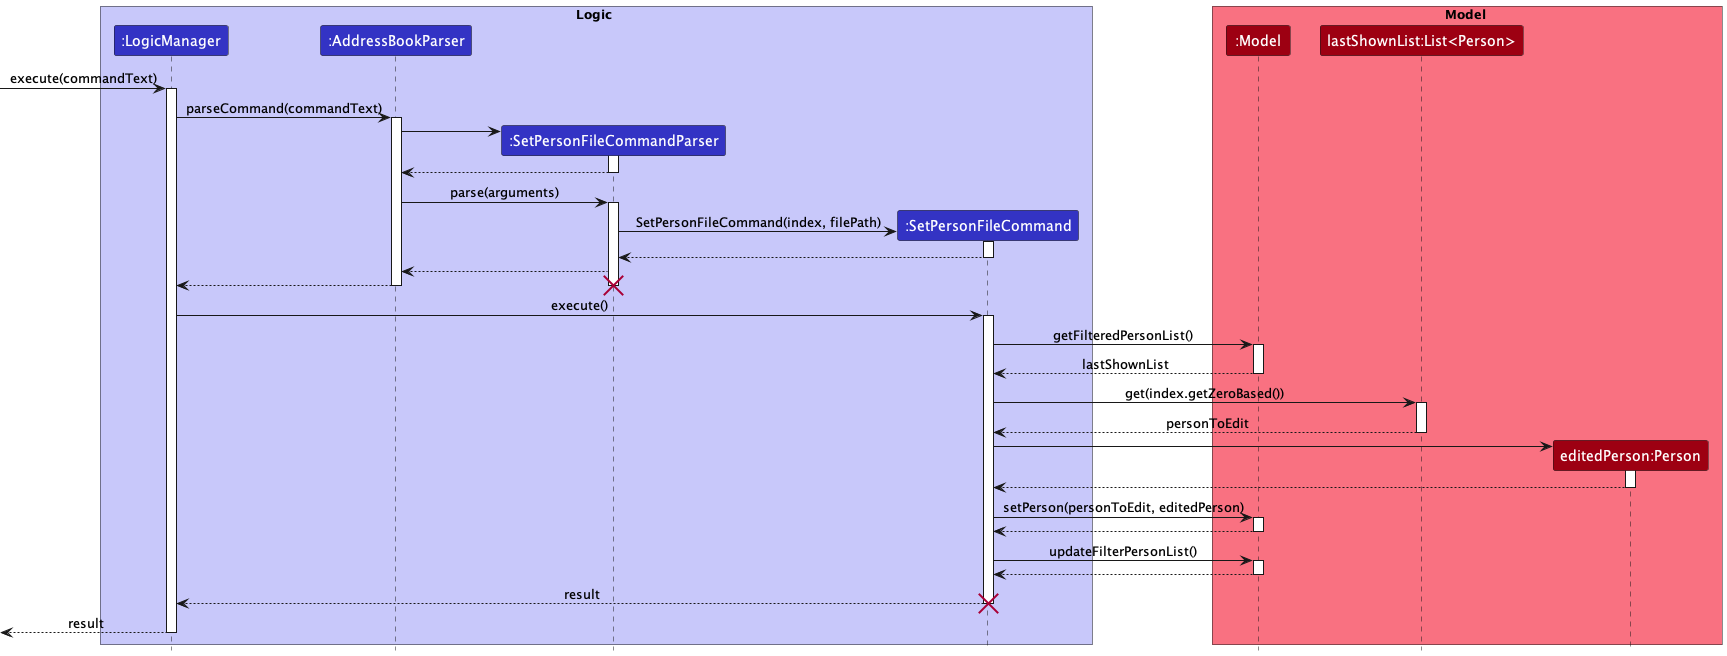 Logic
Model
:LogicManager
:AddressBookParser
:Model
lastShownList:List<Person>
execute(commandText)
parseCommand(commandText)
:SetPersonFileCommandParser
parse(arguments)
SetPersonFileCommand(index, filePath)
:SetPersonFileCommand
execute()
getFilteredPersonList()
lastShownList
get(index.getZeroBased())
personToEdit
editedPerson:Person
setPerson(personToEdit, editedPerson)
updateFilterPersonList()
result
result